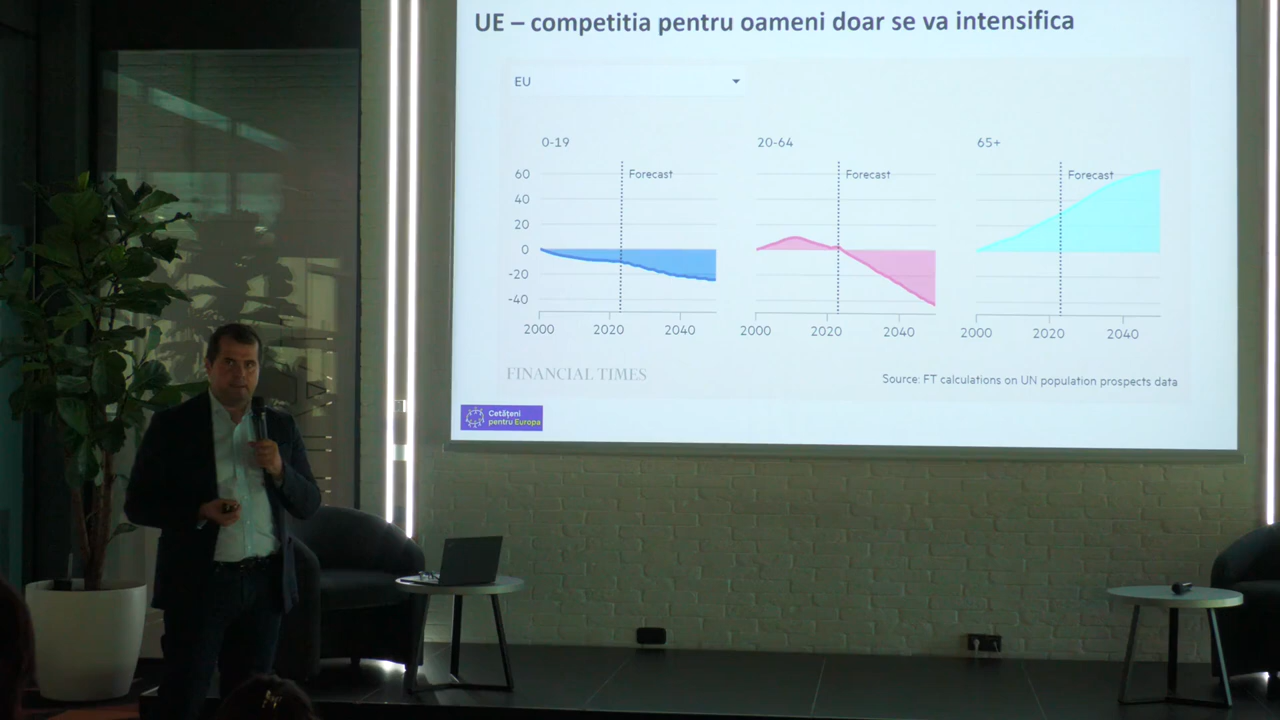 UE – competitia pentru oameni doar se va intensifica
EU
0-19
20-64
65+
60
40
20
0
-20
-40
Forecast
Forecast
Forecast
2000 2020 2040
2000 2020 2040
2000 2020 2040
FINANCIAL TIMES
Source: FT calculations on UN population prospects data
Cetățeni
pentru Europa